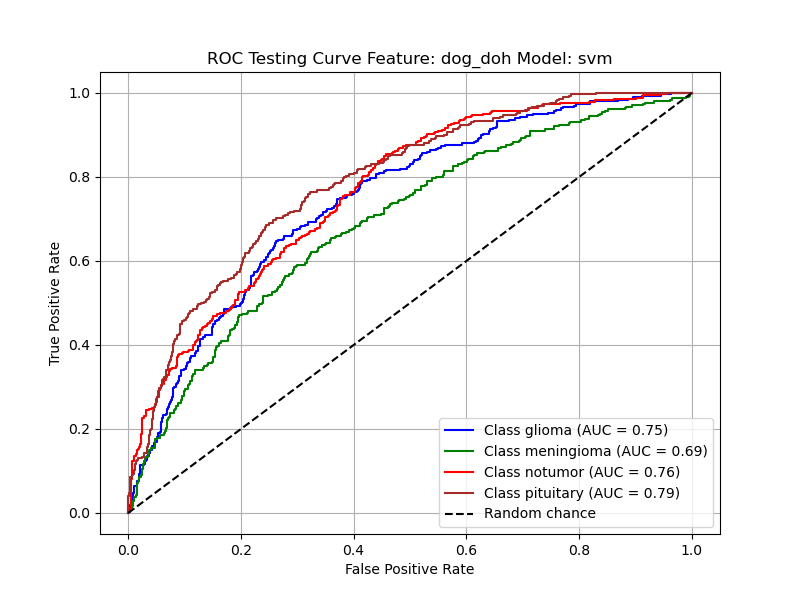 ROC Testing Curve Feature: dog_doh Model: svm
True Positive Rate
1.0
0.8
0.6
0.4
0.2
0.0
Class glioma (AUC = 0.75)
Class meningioma (AUC = 0.69)
Class notumor (AUC = 0.76)
Class pituitary (AUC = 0.79)
Random chance
0.0 0.2 0.4 0.6 0.8 1.0
False Positive Rate